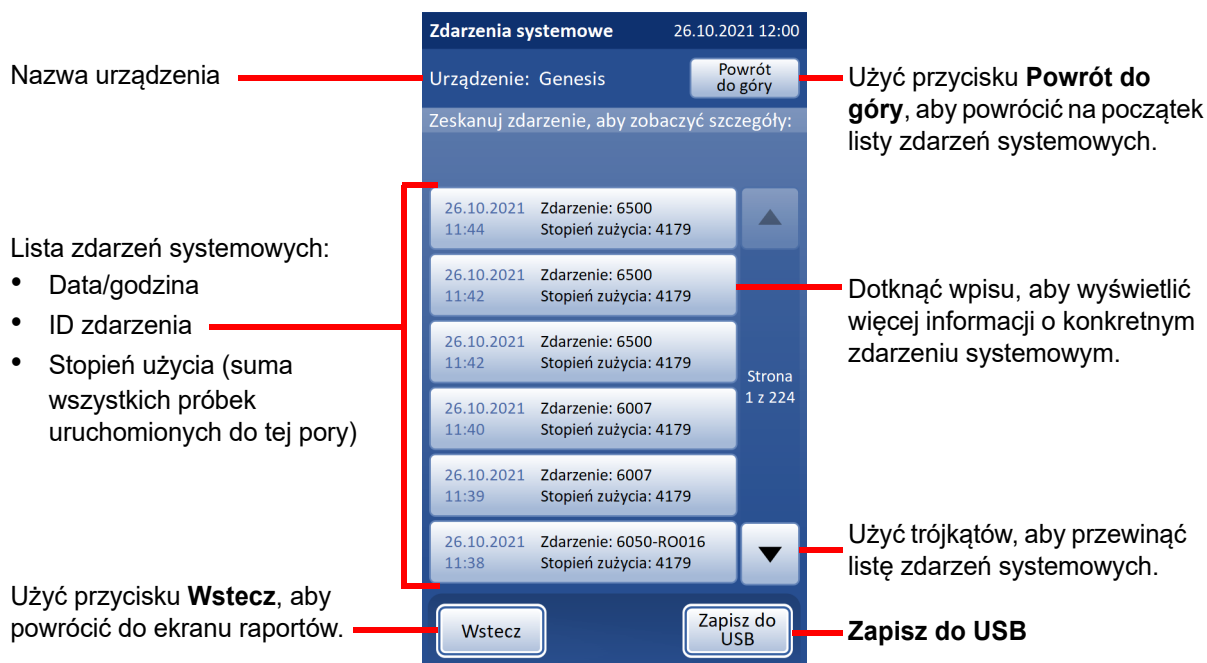 Nazwa urządzenia
Lista zdarzeń systemowych:
• Data/godzina
• ID zdarzenia
• Stopień użycia (suma
wszystkich próbek
uruchomionych do tej pory)
Użyć przycisku Wstecz, aby
powrócić do ekranu raportów.
Zdarzenia systemowe 26.10.2021 12:00
Urządzenie: Genesis
Powrót
do góry
Zeskanuj zdarzenie, aby zobaczyć szczegóły:
26.10.2021 Zdarzenie: 6500
11:44 Stopień zużycia: 4179
26.10.2021 Zdarzenie: 6500
11:42 Stopień zużycia: 4179
26.10.2021 Zdarzenie: 6500
11:42 Stopień zużycia: 4179
26.10.2021 Zdarzenie: 6007
11:40 Stopień zużycia: 4179
26.10.2021 Zdarzenie: 6007
11:39 Stopień zużycia: 4179
26.10.2021 Zdarzenie: 6050-RO016
11:38 Stopień zużycia: 4179
Strona
1 z 224
Wstecz
Zapisz do
USB
Użyć przycisku Powrót do
góry, aby powrócić na początek
listy zdarzeń systemowych.
Dotknąć wpisu, aby wyświetlić
więcej informacji o konkretnym
zdarzeniu systemowym.
Użyć trójkątów, aby przewinąć
listę zdarzeń systemowych.
Zapisz do USB